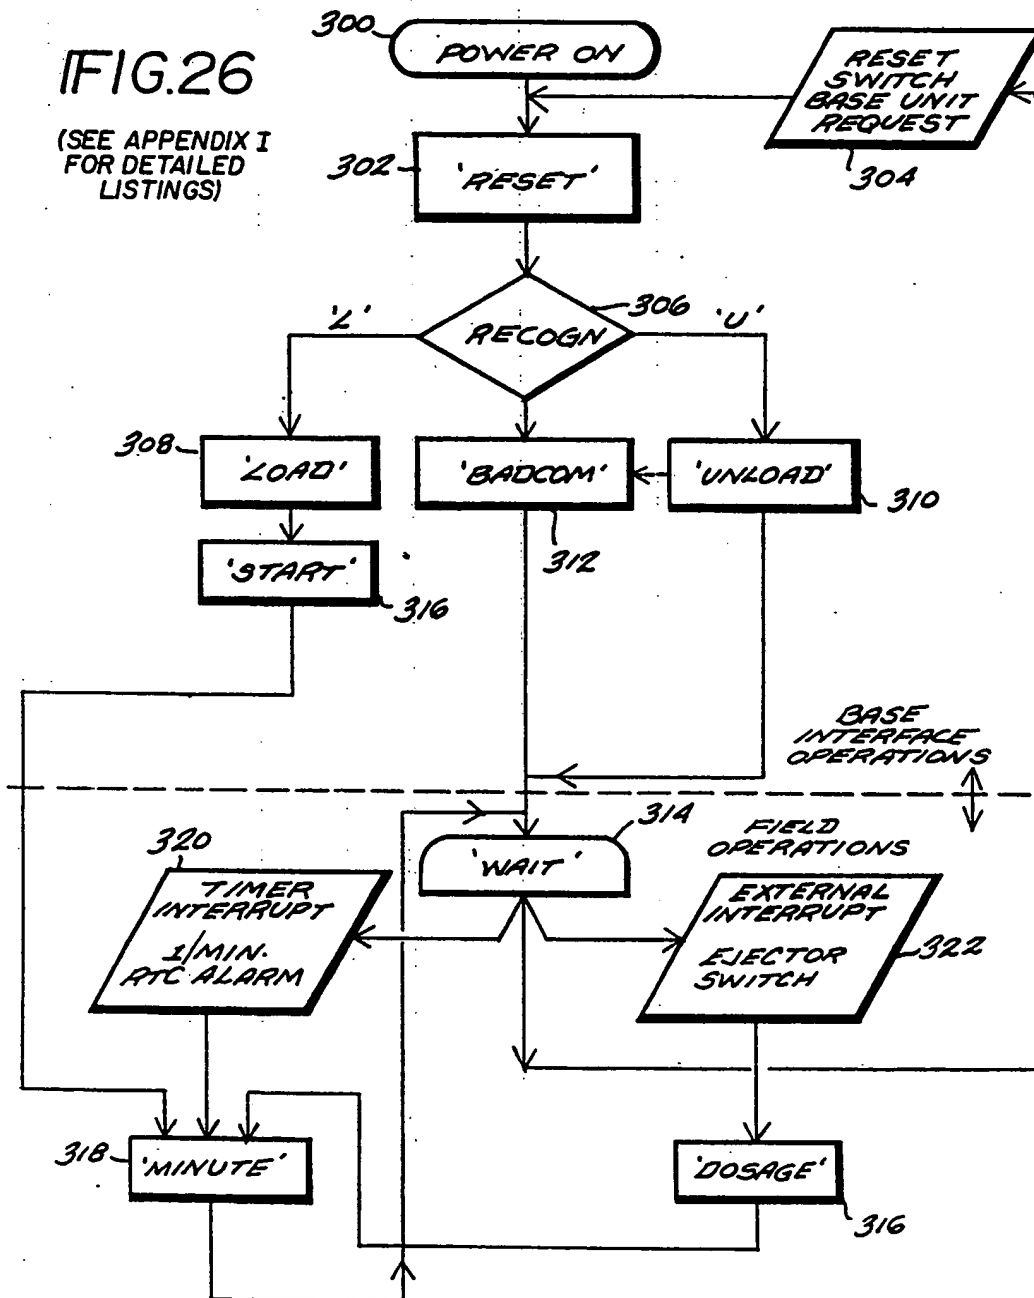 FIG.26
(SEE APPENDIX I
FOR DETAILED
LISTINGS)
300
POWER ON
RESET
SWITCH
BASE UNIT
REQUEST
304
302
'RESET'
306
RECOGN
'L'
'U'
308
'LOAD'
'BADCOM'
'UNLOAD'
310
312
'START'
316
BASE
INTERFACE
OPERATIONS
314
'WAIT'
FIELD
OPERATIONS
320
TIMER
INTERRUPT
1/MIN.
RTC ALARM
EXTERNAL
INTERRUPT
EJECTOR
SWITCH
322
318
'MINUTE'
'DOSAGE'
316